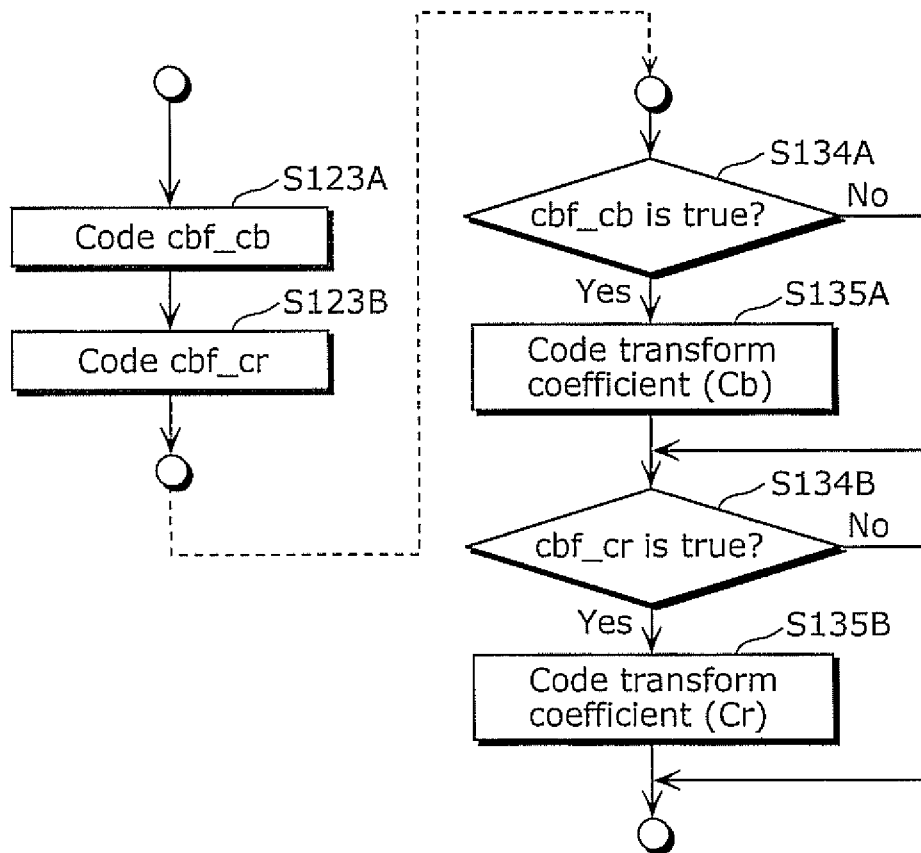 S123A
Code cbf_cb
S123B
Code cbf_cr
S134A
cbf_cb is true?
No
Yes
S135A
Code transform
coefficient (Cb)
S134B
cbf_cr is true?
No
Yes
S135B
Code transform
coefficient (Cr)